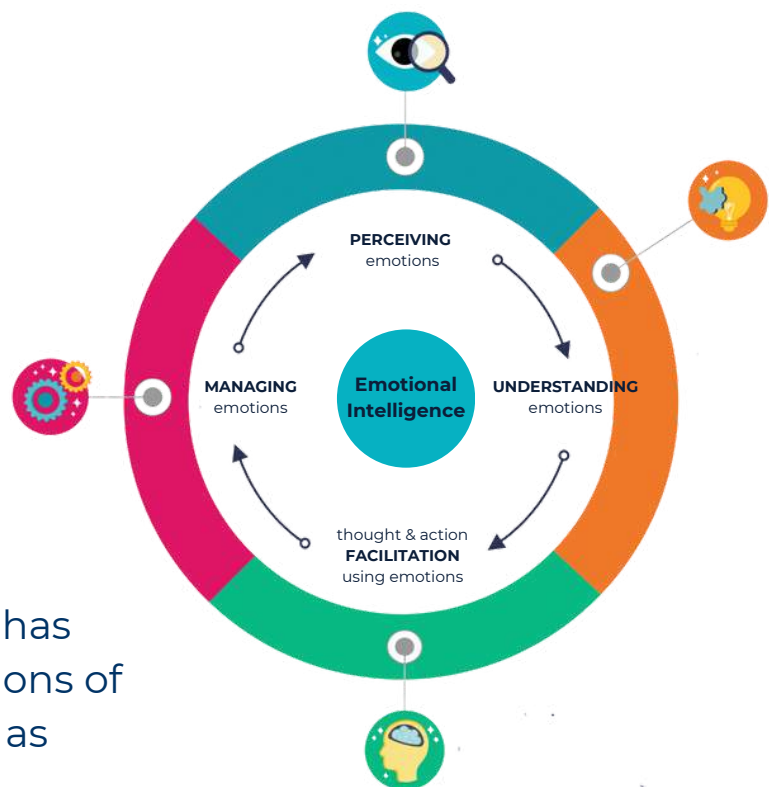 PERCEIVING
emotions
MANAGING
emotions
Emotional
Intelligence
UNDERSTANDING
emotions
thought & action
FACILITATION
using emotions
has
ons of
as